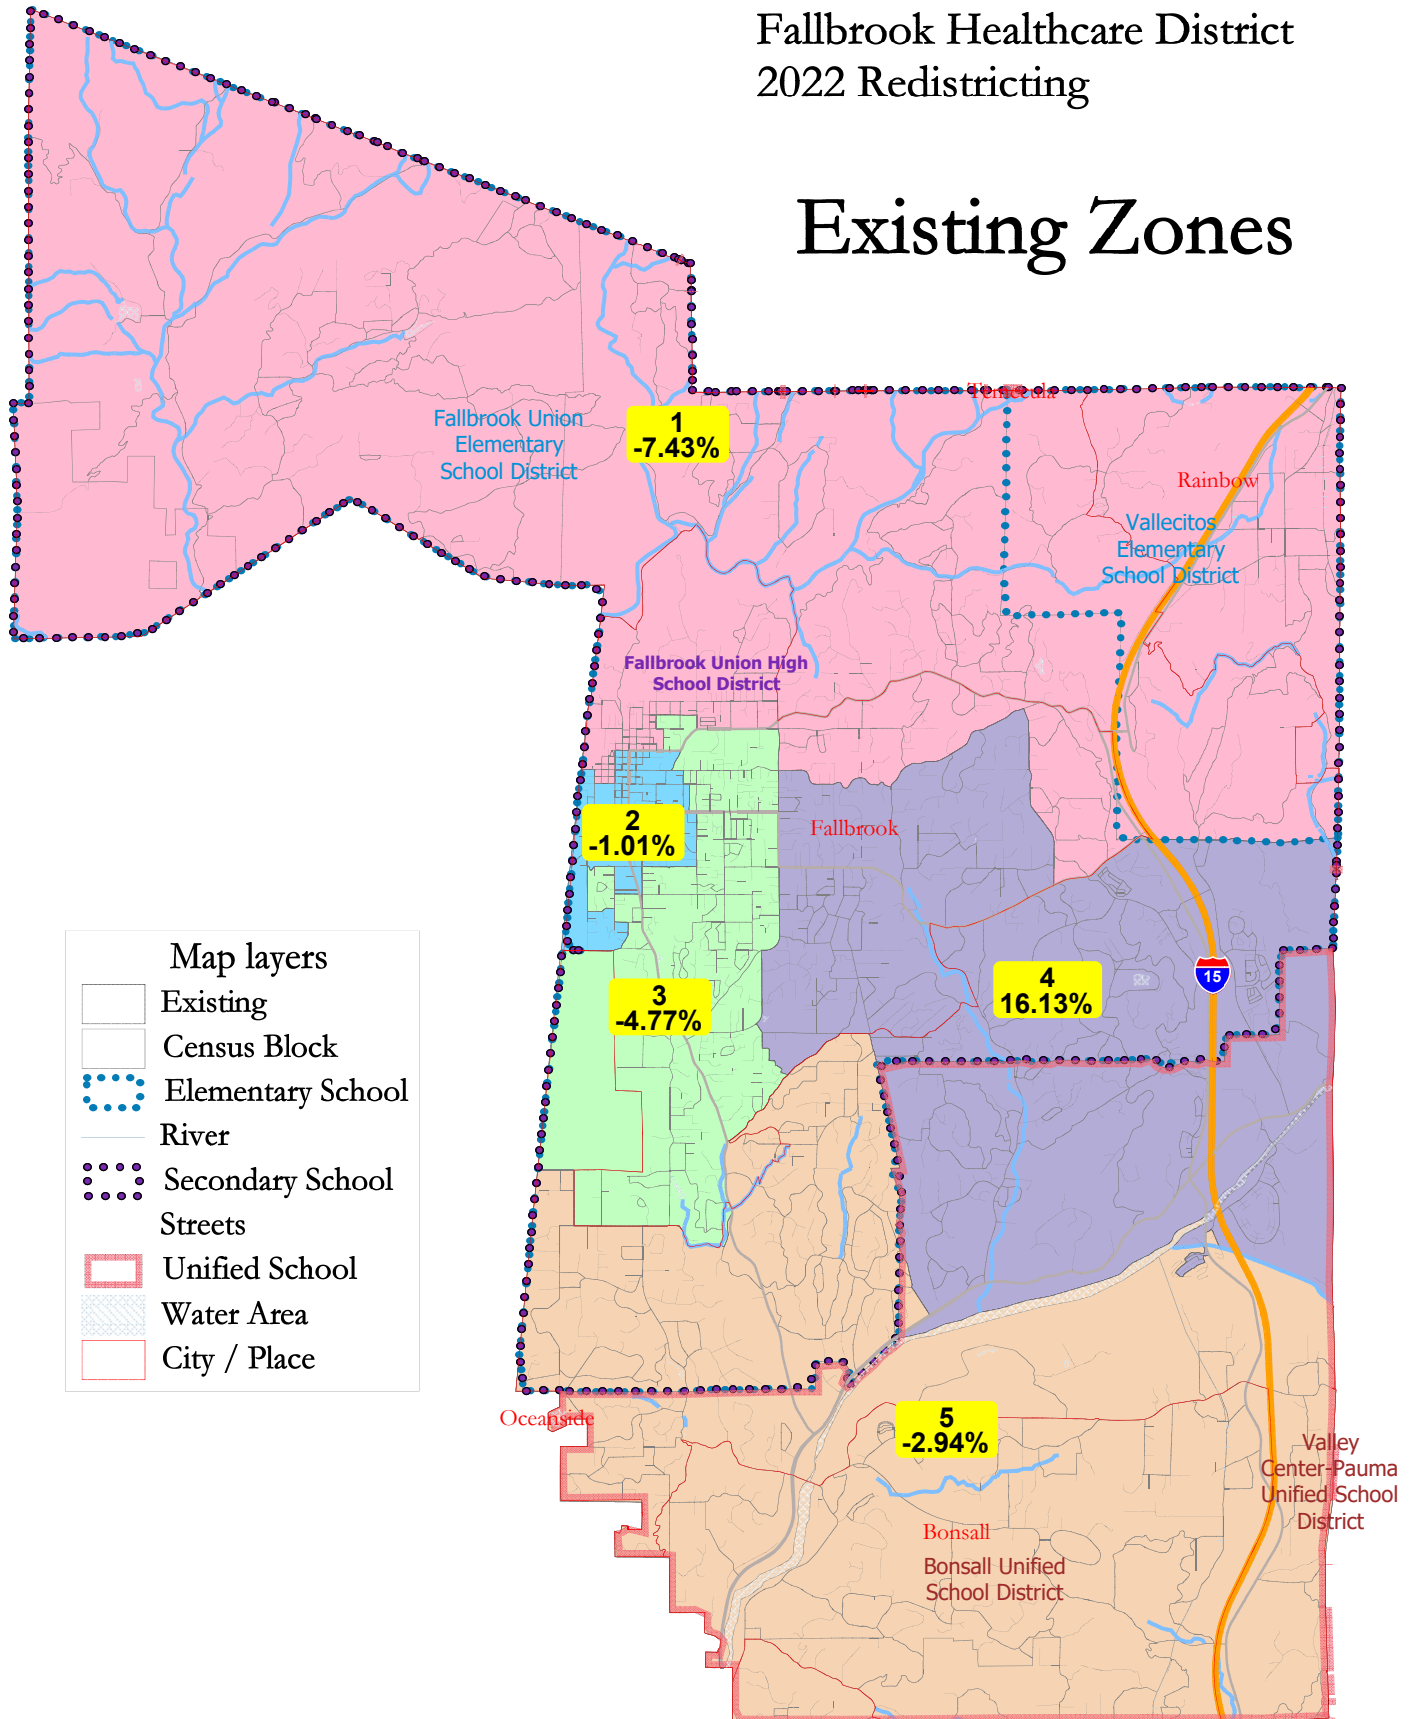 Fallbrook Healthcare District
2022 Redistricting
Existing Zones
Temecula
1
-7.43%
Fallbrook Union
Elementary
School District
Rainbow
Vallecitos
Elementary
School District
Fallbrook Union High
School District
2
-1.01%
Fallbrook
3
-4.77%
4
16.13%
15
Map layers
Existing
Census Block
Elementary School
River
Secondary School
Streets
Unified School
Water Area
City / Place
Oceanside
5
-2.94%
Valley
Center-Pauma
Unified School
District
Bonsall
Bonsall Unified
School District